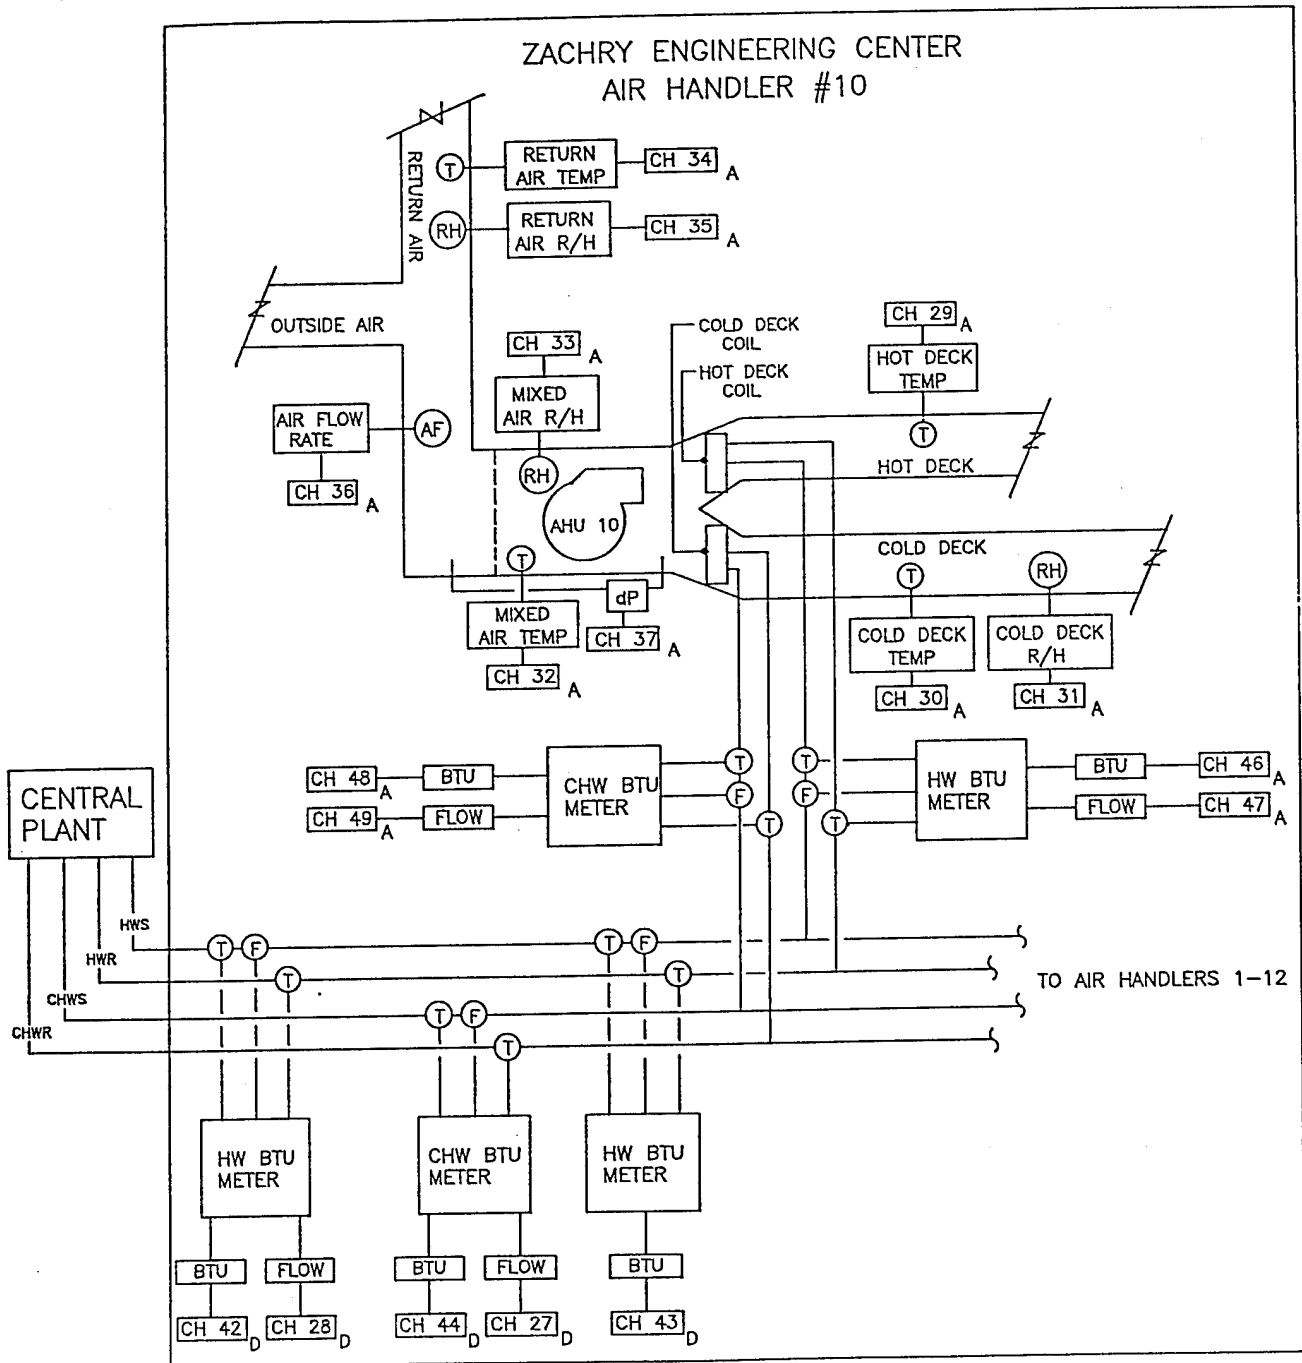 ZACHRY ENGINEERING CENTER
AIR HANDLER #10
RETURN AIR
T
RETURN
AIR TEMP
CH 34
A
RH
RETURN
AIR R/H
CH 35
A
OUTSIDE AIR
CH 33
A
MIXED
AIR R/H
RH
COLD DECK
COIL
HOT DECK
COIL
CH 29
A
HOT DECK
TEMP
T
HOT DECK
AIR FLOW
RATE
AF
CH 36
A
AHU 10
COLD DECK
T
RH
T
dP
MIXED
AIR TEMP
CH 37
A
CH 32
A
COLD DECK
TEMP
CH 30
A
COLD DECK
R/H
CH 31
A
CENTRAL
PLANT
CH 48
A
BTU
CH 49
A
FLOW
CHW BTU
METER
T
F
T
T
F
T
HW BTU
METER
BTU
CH 46
A
FLOW
CH 47
A
HWS
HWR
CHWS
CHWR
T
F
T
F
T
T
T
F
T
TO AIR HANDLERS 1-12
HW BTU
METER
CHW BTU
METER
HW BTU
METER
BTU
FLOW
BTU
FLOW
BTU
CH 42
D
CH 28
D
CH 44
D
CH 27
D
CH 43
D